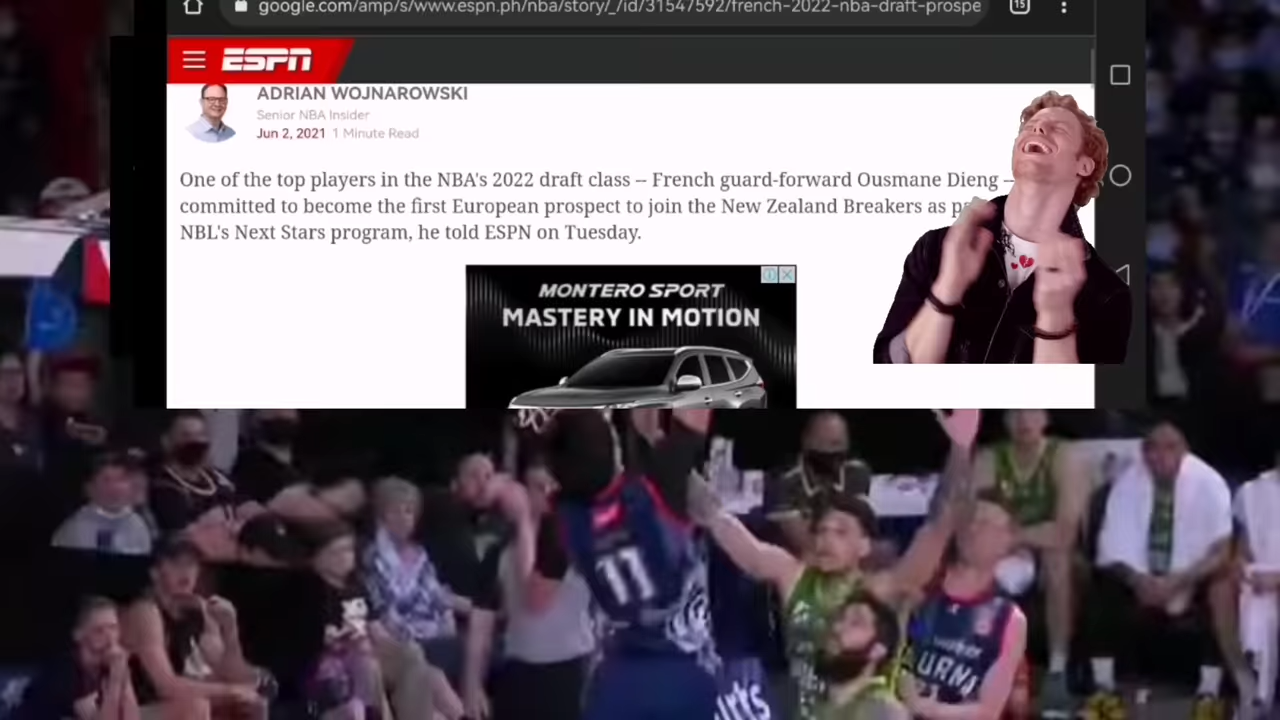 15
google.com/amp/s/www.espn.ph/nba/story/_/id/31547592/french-2022-nba-draft-prospe
ESPN
ADRIAN WOJNAROWSKI
Senior NBA Insider
Jun 2, 2021 1 Minute Read
One of the top players in the NBA's 2022 draft class -- French guard-forward Ousmane Dieng
committed to become the first European prospect to join the New Zealand Breakers as
NBL's Next Stars program, he told ESPN on Tuesday.
MONTERO SPORT
MASTERY IN MOTION
11